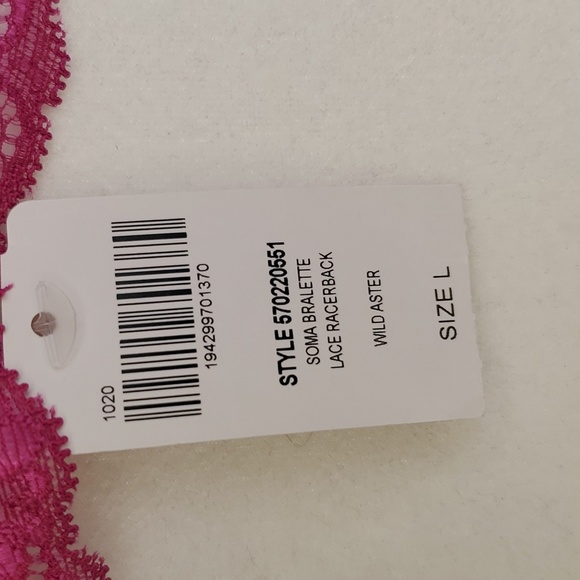 1020
194299701370
STYLE 570220551
SOMA BRALETTE
LACE RACERBACK
WILD ASTER
SIZE L